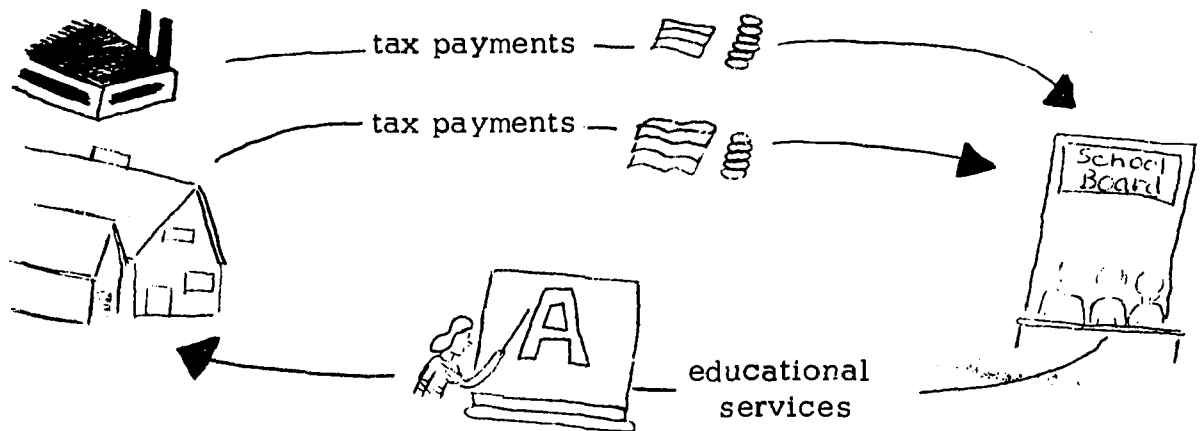 tax payments
tax payments
School
Board
A
educational
services